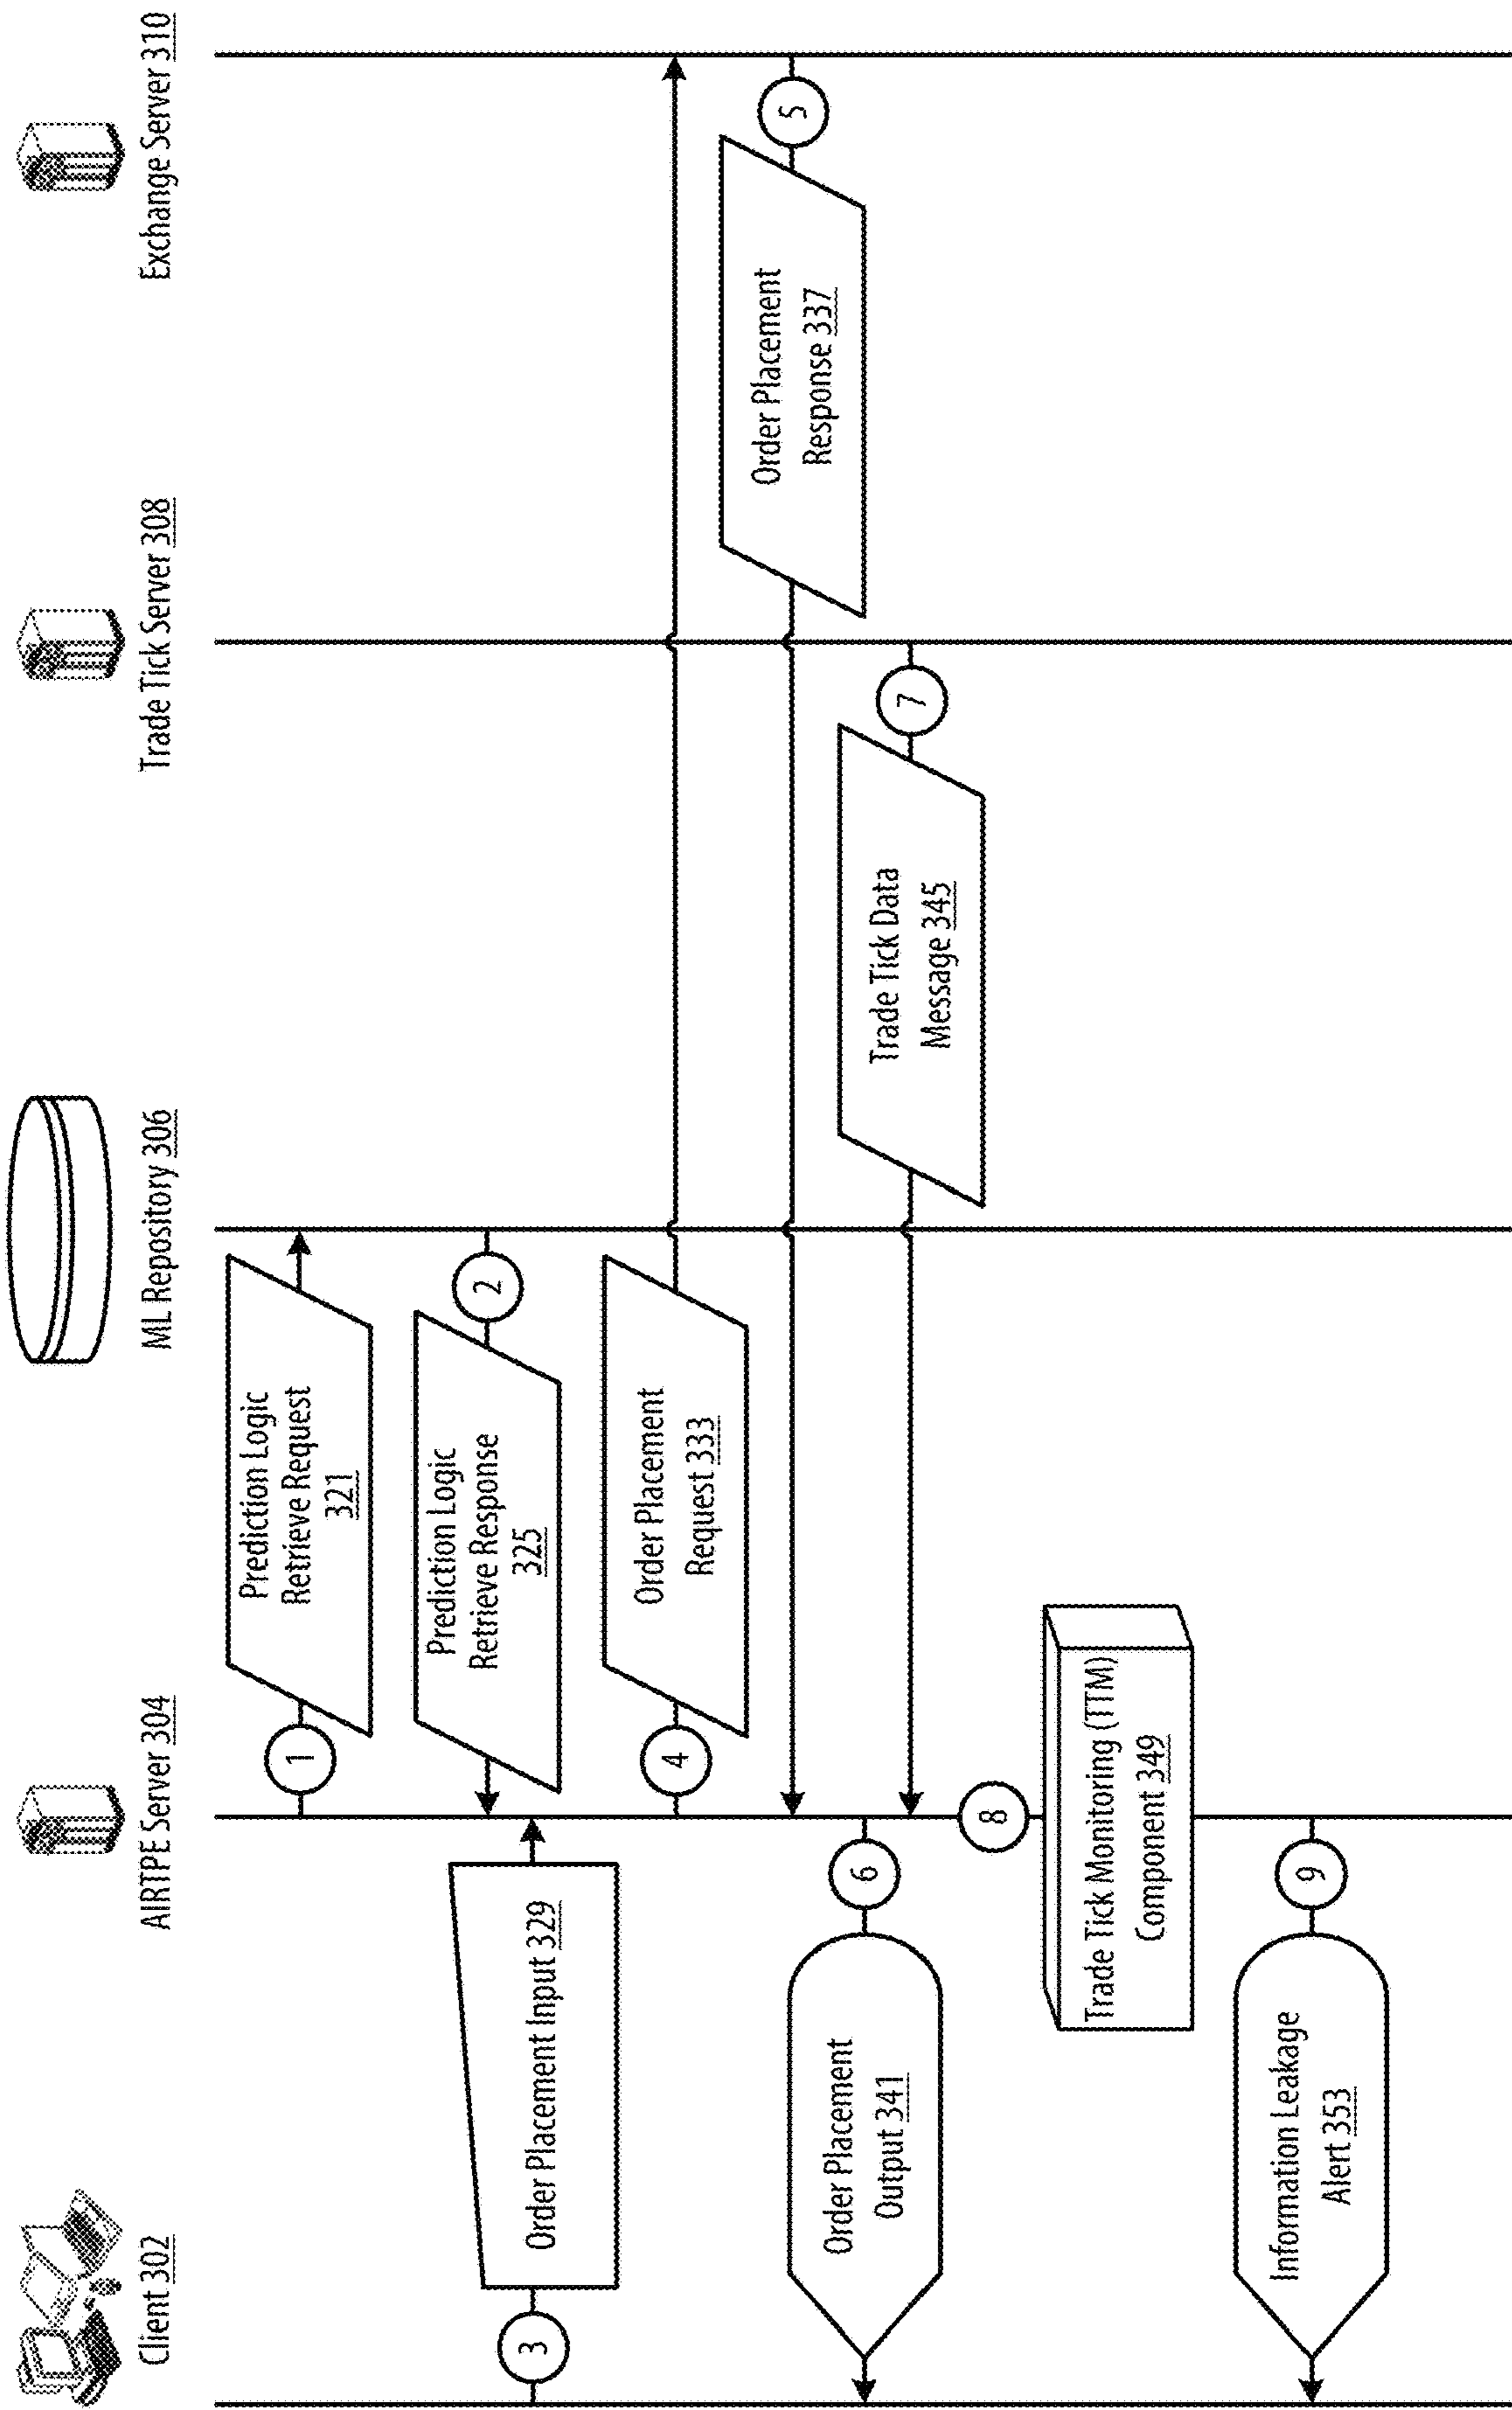 Client 302
AIRTPE Server 304
ML Repository 306
Trade Tick Server 308
Exchange Server 310
1
Prediction Logic
Retrieve Request
321
Prediction Logic
Retrieve Response
325
2
3
Order Placement Input 329
4
Order Placement
Request 333
Order Placement
Response 337
5
Order Placement
Output 341
6
Trade Tick Data
Message 345
7
8
Trade Tick Monitoring (TTM)
Component 349
Information Leakage
Alert 353
9